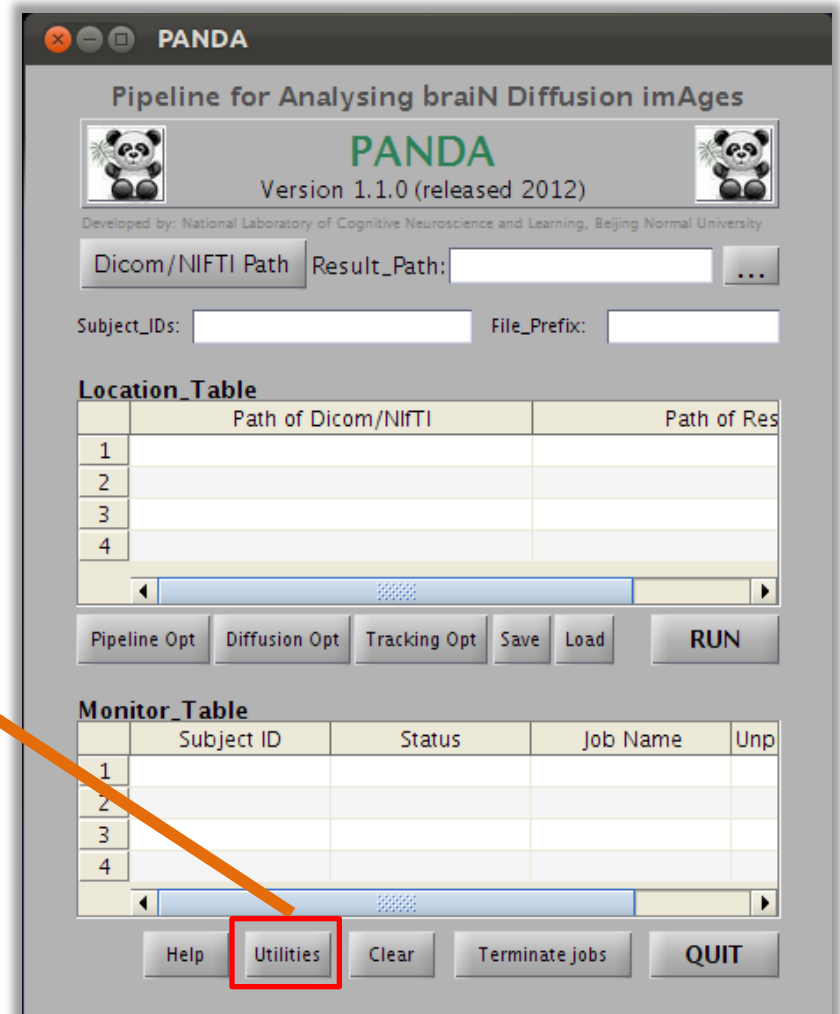 PANDA
Pipeline for Analysing braiN Diffusion imAges
PANDA
Version 1.1.0 (released 2012)
Developed by: National Laboratory of Cognitive Neuroscience and Learning, Beijing Normal University
Dicom/NIFTI Path Result_Path: ...
Subject_IDs: File_Prefix:
Location_Table
Path of Dicom/NIfTI Path of Res
1
2
3
4
Pipeline Opt Diffusion Opt Tracking Opt Save Load RUN
Monitor_Table
Subject ID Status Job Name Unp
1
2
3
4
Help Utilities Clear Terminate jobs QUIT